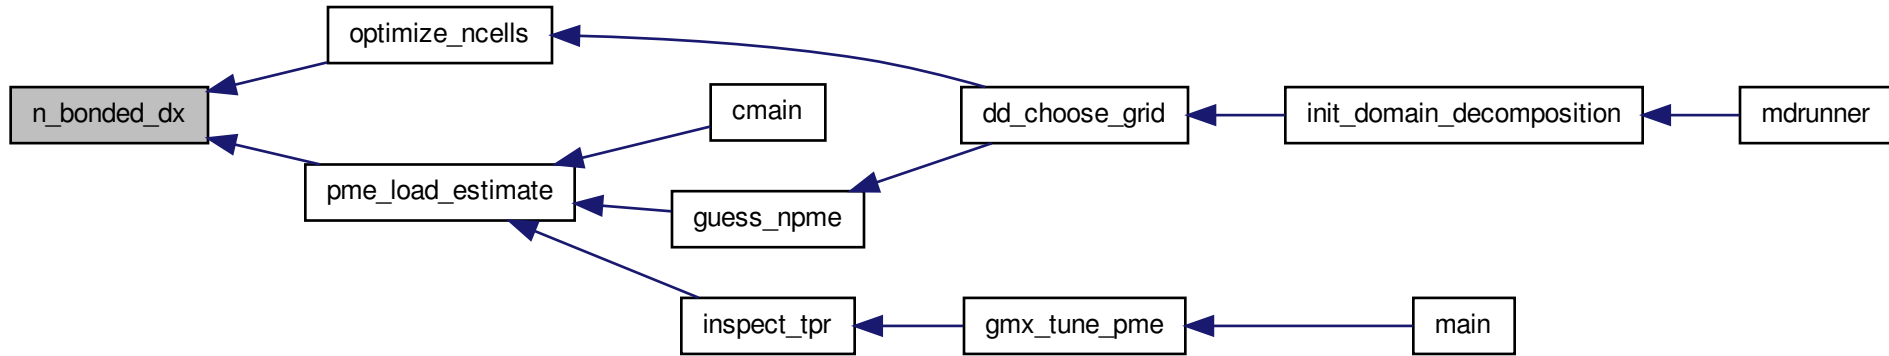 optimize_ncells
n_bonded_dx
cmain
dd_choose_grid
init_domain_decomposition
mdrunner
pme_load_estimate
guess_npme
inspect_tpr
gmx_tune_pme
main